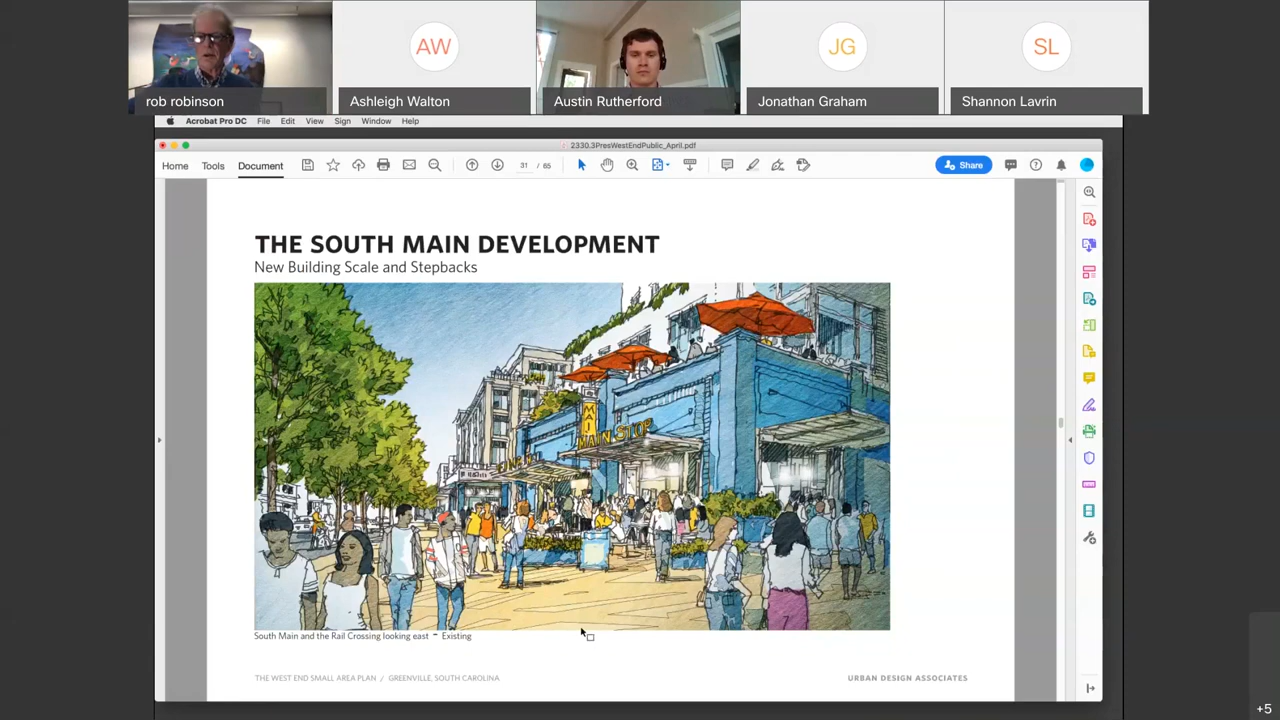 AW
JG
SL
rob robinson
Ashleigh Walton
Austin Rutherford
Jonathan Graham
Shannon Lavrin
Acrobat Pro DC File Edit View Sign Window Help
2330.3PresWestEndPublic_April.pdf
Home Tools Document
31 / 65
Share
THE SOUTH MAIN DEVELOPMENT
New Building Scale and Stepbacks
MAI
MAIN STOP
South Main and the Rail Crossing looking east - Existing
THE WEST END SMALL AREA PLAN / GREENVILLE, SOUTH CAROLINA
URBAN DESIGN ASSOCIATES
+5